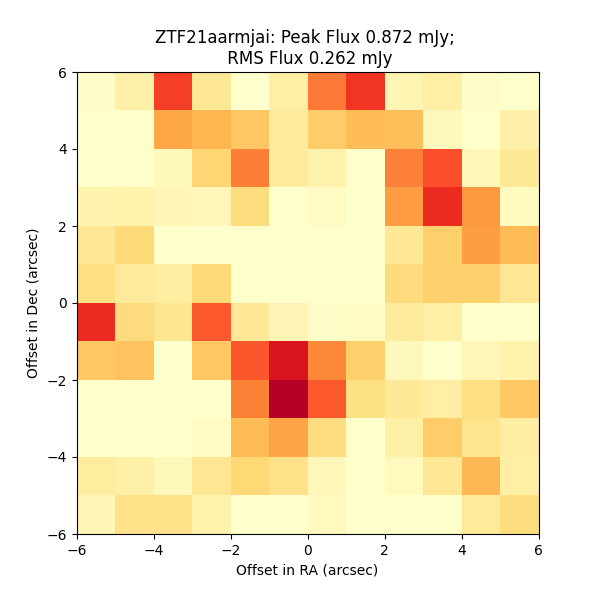 ZTF21aarmjai: Peak Flux 0.872 mJy;
RMS Flux 0.262 mJy
6
4
2
0
−2
−4
−6
Offset in Dec (arcsec)
−6 −4 −2 0 2 4 6
Offset in RA (arcsec)